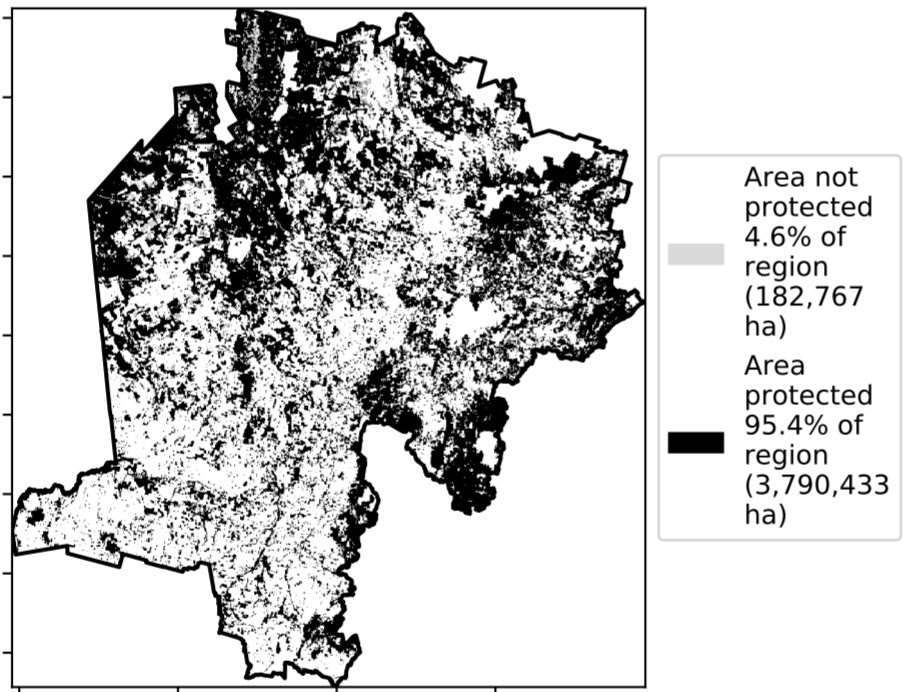 Area not
protected
4.6% of
region
(182,767
ha)
Area
protected
95.4% of
region
(3,790,433
ha)